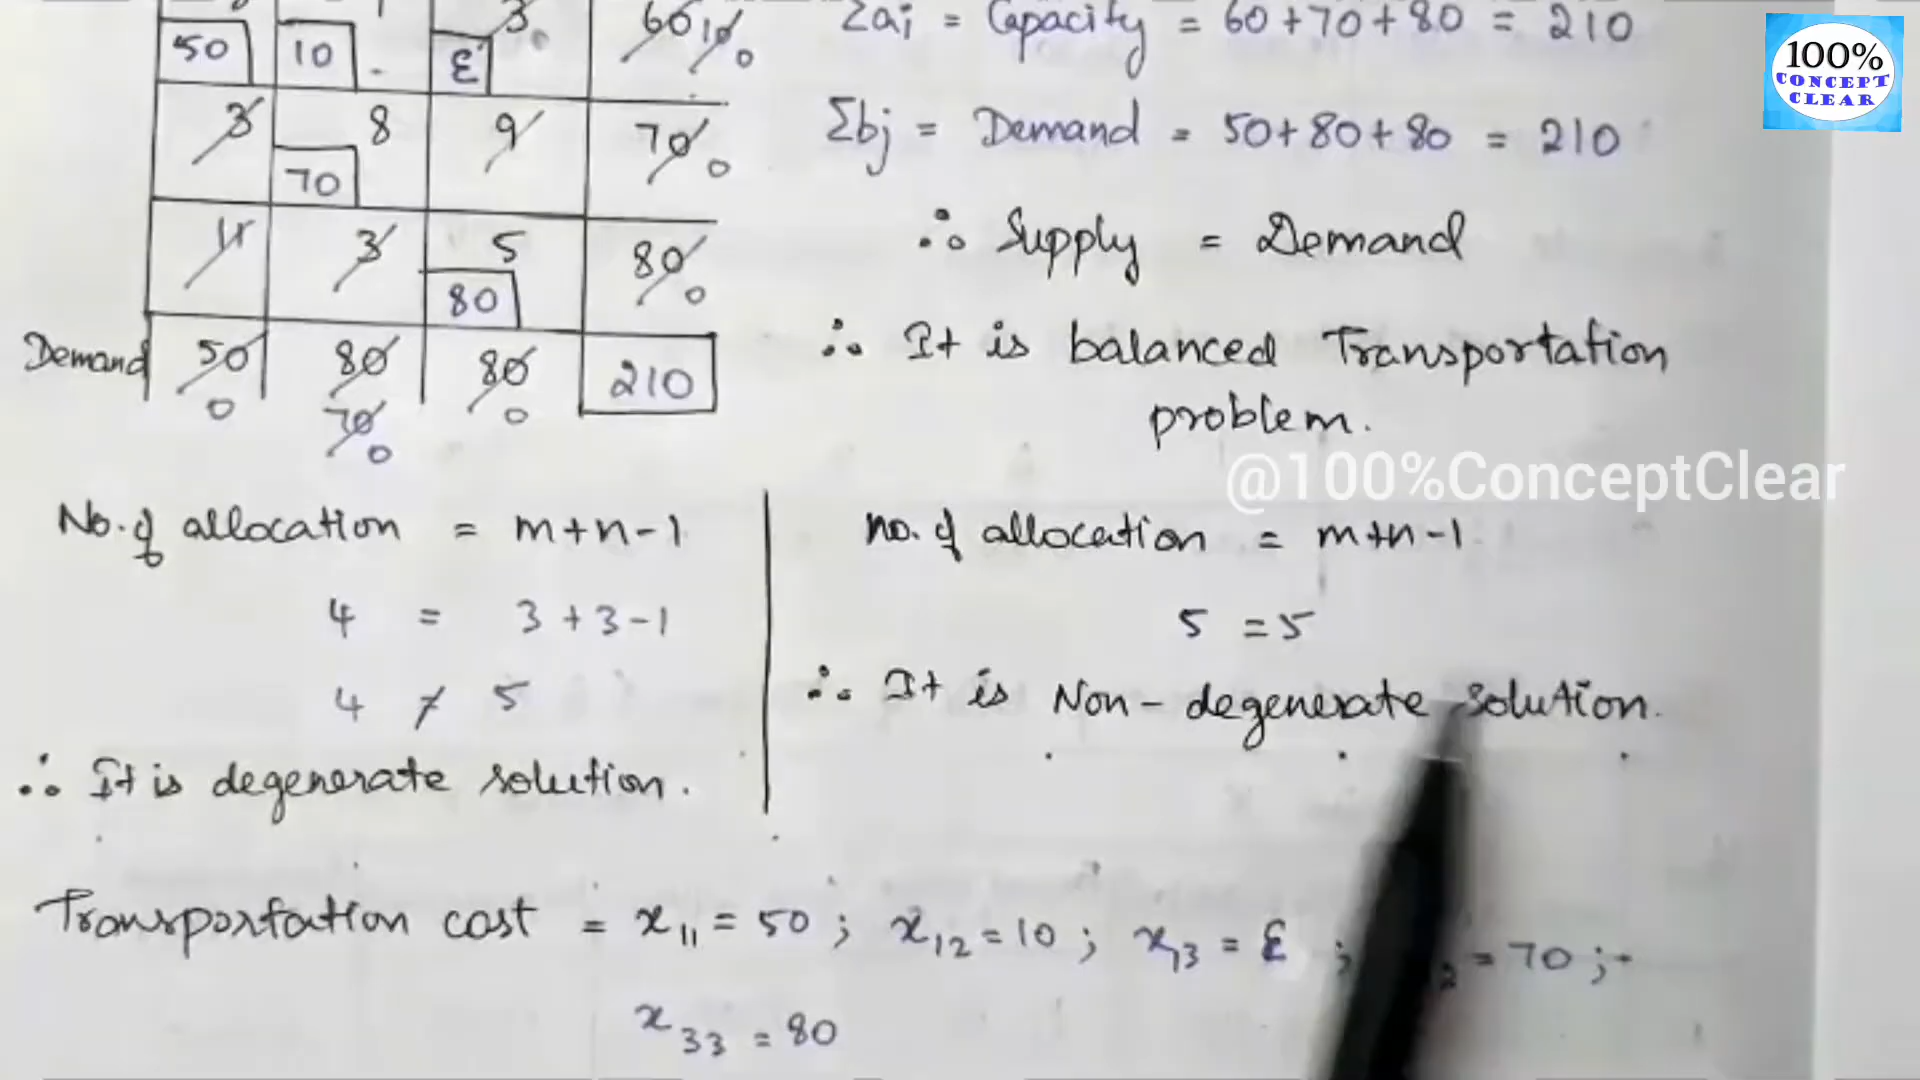 3 60 10 0
50 10 ε
3 8 9 70 0
70
11 3 5 80 0
80
Demand 50 80 80 210
0 70 0 0
Σai = Capacity = 60+70+80 = 210
Σbj = Demand = 50+80+80 = 210
∴ Supply = Demand
∴ It is balanced Transportation
problem.
100%
CONCEPT
CLEAR
@100%ConceptClear
No. of allocation = m+n-1
4 = 3+3-1
4 ≠ 5
∴ It is degenerate solution.
no. of allocation = m+n-1
5 = 5
∴ It is Non-degenerate solution.
Transportation cost = x11 = 50; x12 = 10; x13 = ε; 2 = 70;
x33 = 80